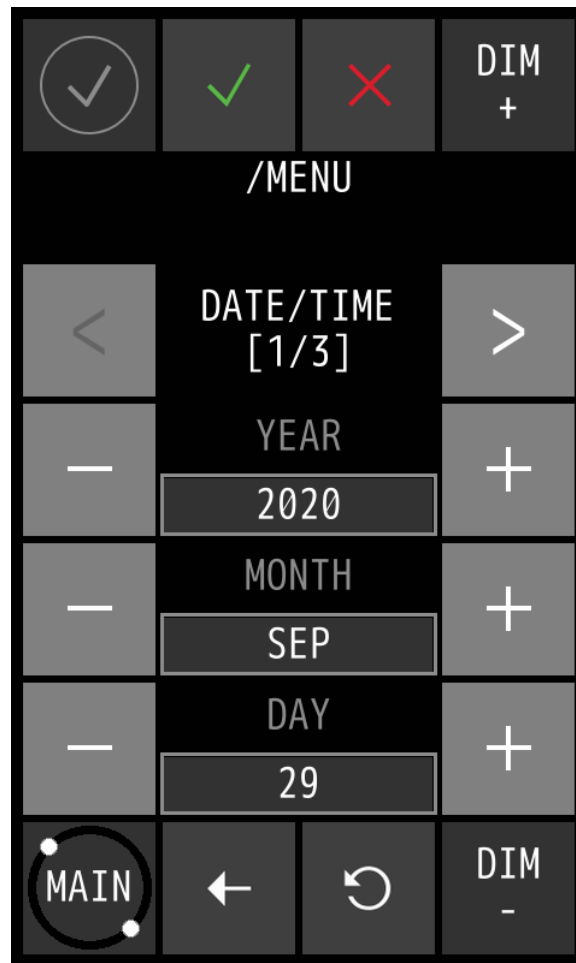 DIM
+
/MENU
<
DATE/TIME
[1/3]
>
YEAR
—
2020
+
MONTH
—
SEP
+
DAY
—
29
+
MAIN
←
DIM
-